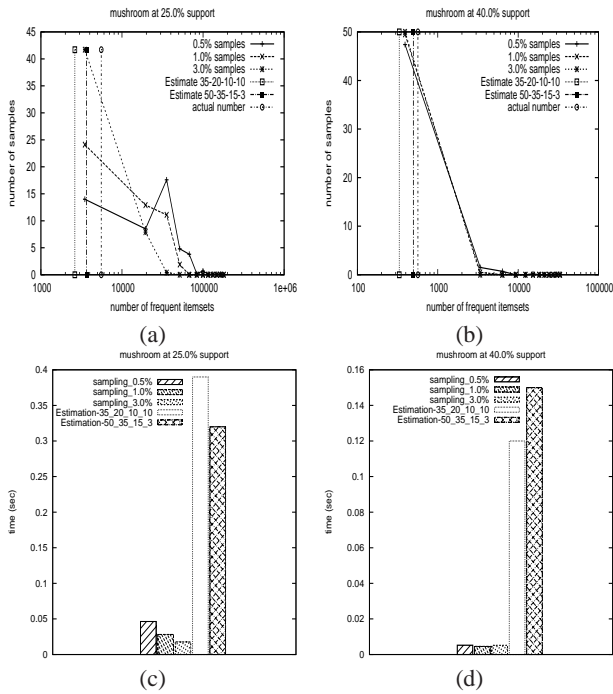 mushroom at 25.0% support
number of samples
45
40
35
30
25
20
15
10
5
0
0.5% samples
1.0% samples
3.0% samples
Estimate 35-20-10-10
Estimate 50-35-15-3
actual number
1000
10000
100000
1e+06
number of frequent itemsets
(a)
mushroom at 40.0% support
number of samples
50
40
30
20
10
0
0.5% samples
1.0% samples
3.0% samples
Estimate 35-20-10-10
Estimate 50-35-15-3
actual number
100
1000
10000
100000
number of frequent itemsets
(b)
mushroom at 25.0% support
time (sec)
0.4
0.35
0.3
0.25
0.2
0.15
0.1
0.05
0
sampling_0.5%
sampling_1.0%
sampling_3.0%
Estimation-35_20_10_10
Estimation-50_35_15_3
(c)
mushroom at 40.0% support
time (sec)
0.16
0.14
0.12
0.1
0.08
0.06
0.04
0.02
0
sampling_0.5%
sampling_1.0%
sampling_3.0%
Estimation-35_20_10_10
Estimation-50_35_15_3
(d)